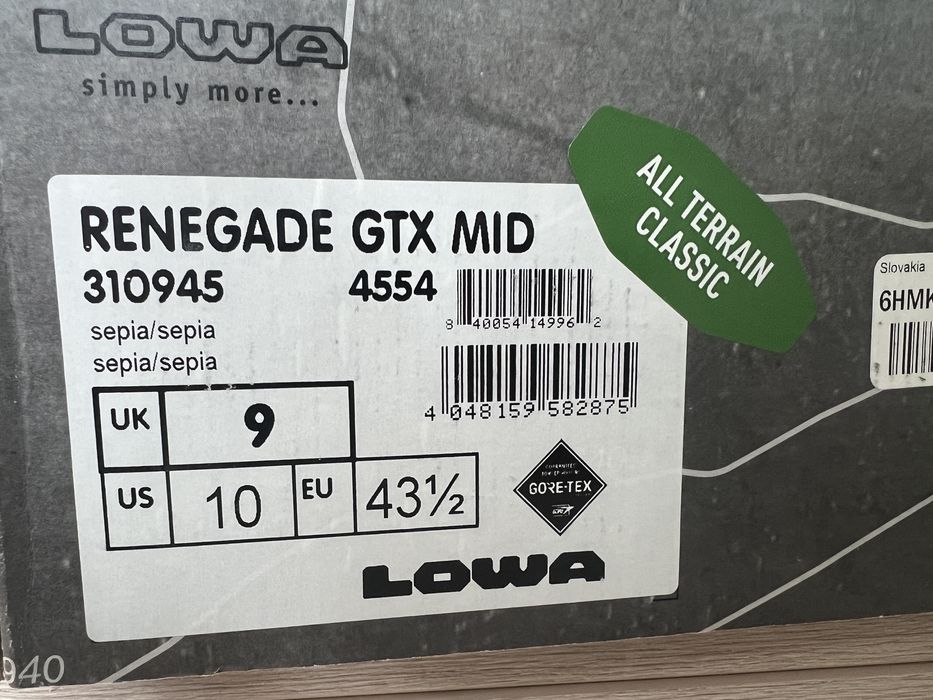 LOWA
simply more...
ALL TERRAIN
CLASSIC
RENEGADE GTX MID
310945 4554
8 40054 14996 2
sepia/sepia
sepia/sepia
4 048159 582875
UK 9
US 10 EU 43½
GORE-TEX
LOWA
Slovakia
6HMK
940